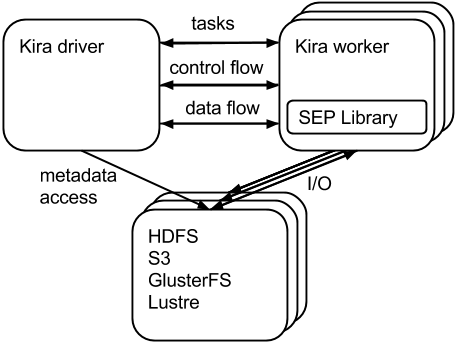 Kira driver
tasks
control flow
data flow
Kira worker
SEP Library
metadata
access
I/O
HDFS
S3
GlusterFS
Lustre